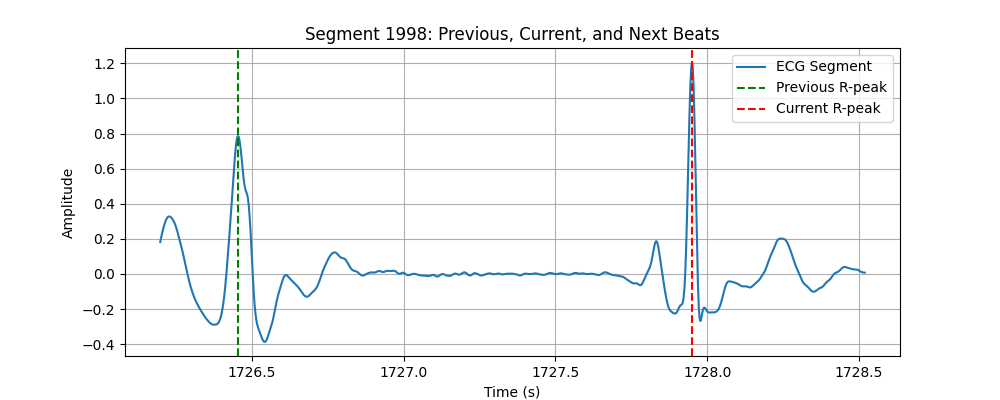 Segment 1998: Previous, Current, and Next Beats
ECG Segment
Previous R-peak
Current R-peak
Amplitude
1.2
1.0
0.8
0.6
0.4
0.2
0.0
−0.2
−0.4
1726.5
1727.0
1727.5
1728.0
1728.5
Time (s)